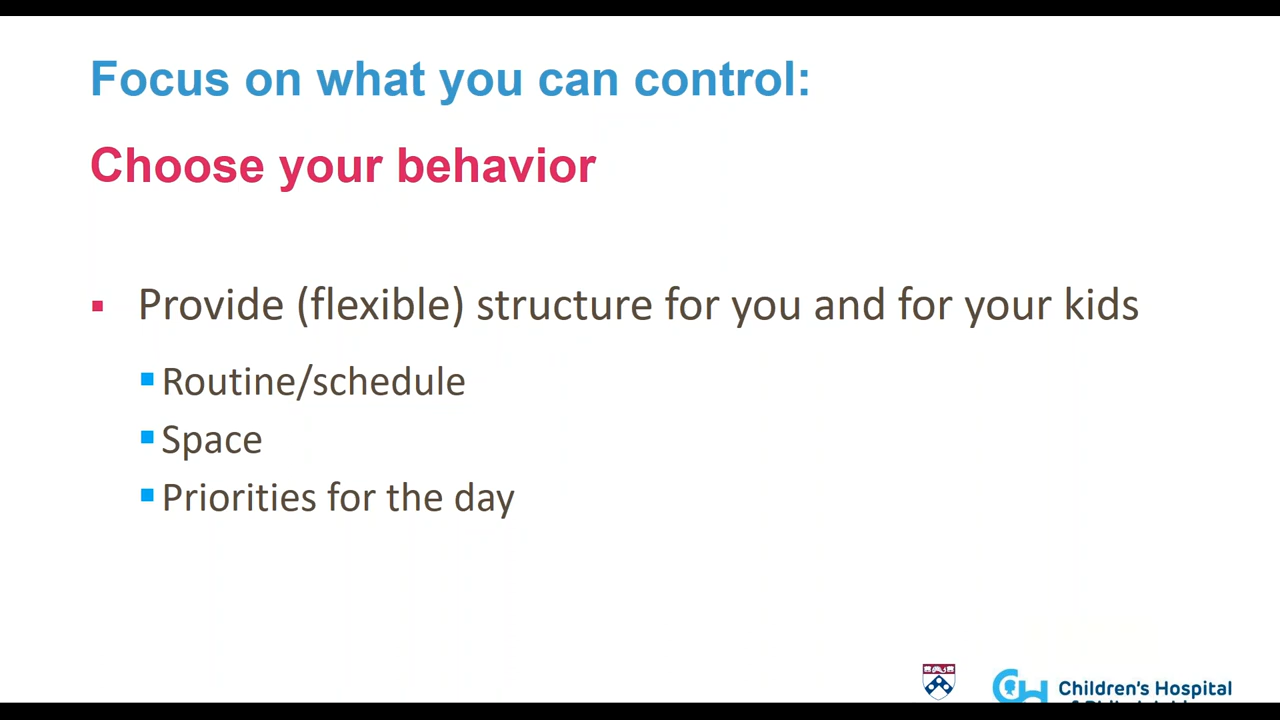 Focus on what you can control:
Choose your behavior
Provide (flexible) structure for you and for your kids
Routine/schedule
Space
Priorities for the day
Children's Hospital